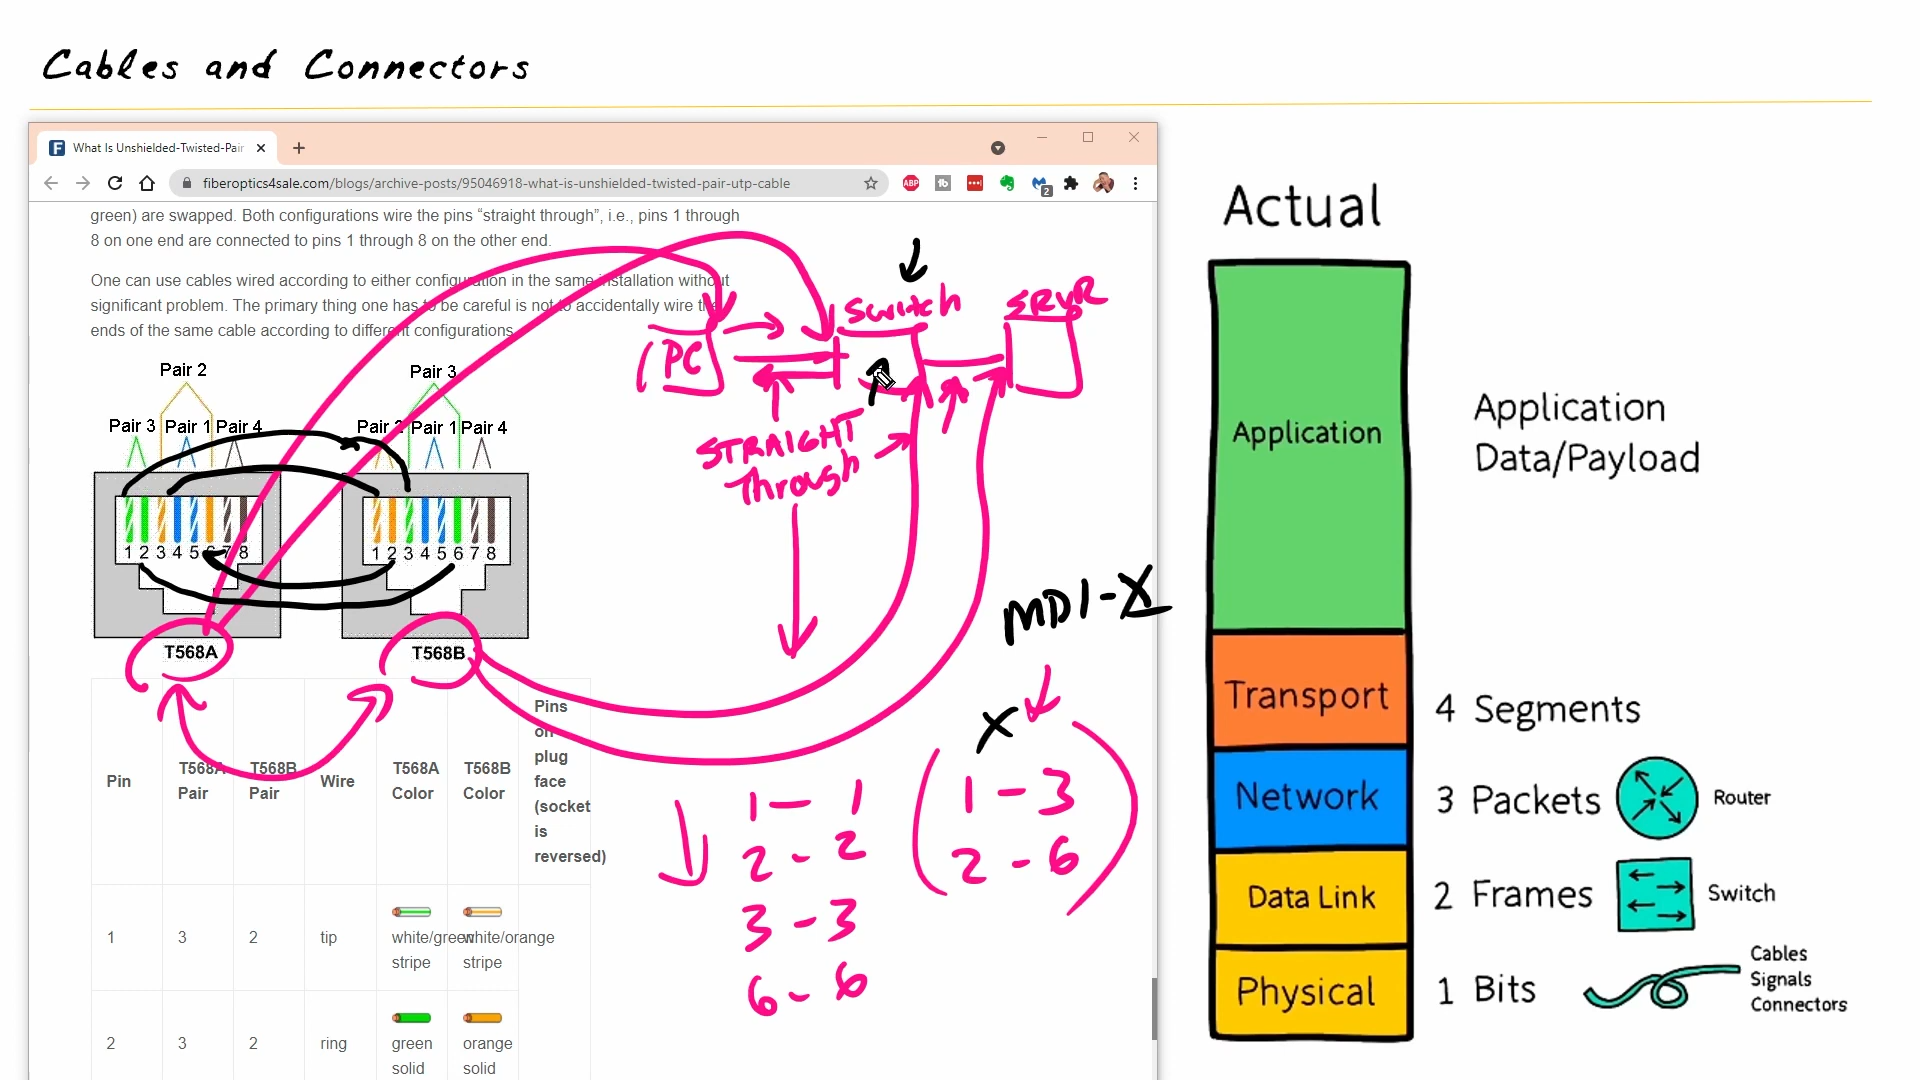 Cables and Connectors
What Is Unshielded-Twisted-Pair
fiberoptics4sale.com/blogs/archive-posts/95046918-what-is-unshielded-twisted-pair-utp-cable
ABP
2
green) are swapped. Both configurations wire the pins “straight through”, i.e., pins 1 through
8 on one end are connected to pins 1 through 8 on the other end.
One can use cables wired according to either configuration in the same installation without
significant problem. The primary thing one has to be careful is not to accidentally wire the
ends of the same cable according to different configurations
Pair 2
Pair 3
Pair 3 Pair 1 Pair 4
Pair 2 Pair 1 Pair 4
1 2 3 4 5 6 7 8
1 2 3 4 5 6 7 8
T568A
T568B
PC
Switch
SRVR
STRAIGHT
Through
MDI-X
X
1 - 1
2 - 2
3 - 3
6 - 6
1 - 3
2 - 6
Pin
T568A Pair
T568B Pair
Wire
T568A Color
T568B Color
Pins
on
plug
face
(socket
is
reversed)
1
3
2
tip
white/green stripe
white/orange stripe
2
3
2
ring
green solid
orange solid
Actual
Application
Application
Data/Payload
Transport
4 Segments
Network
3 Packets
Router
Data Link
2 Frames
Switch
Physical
1 Bits
Cables
Signals
Connectors